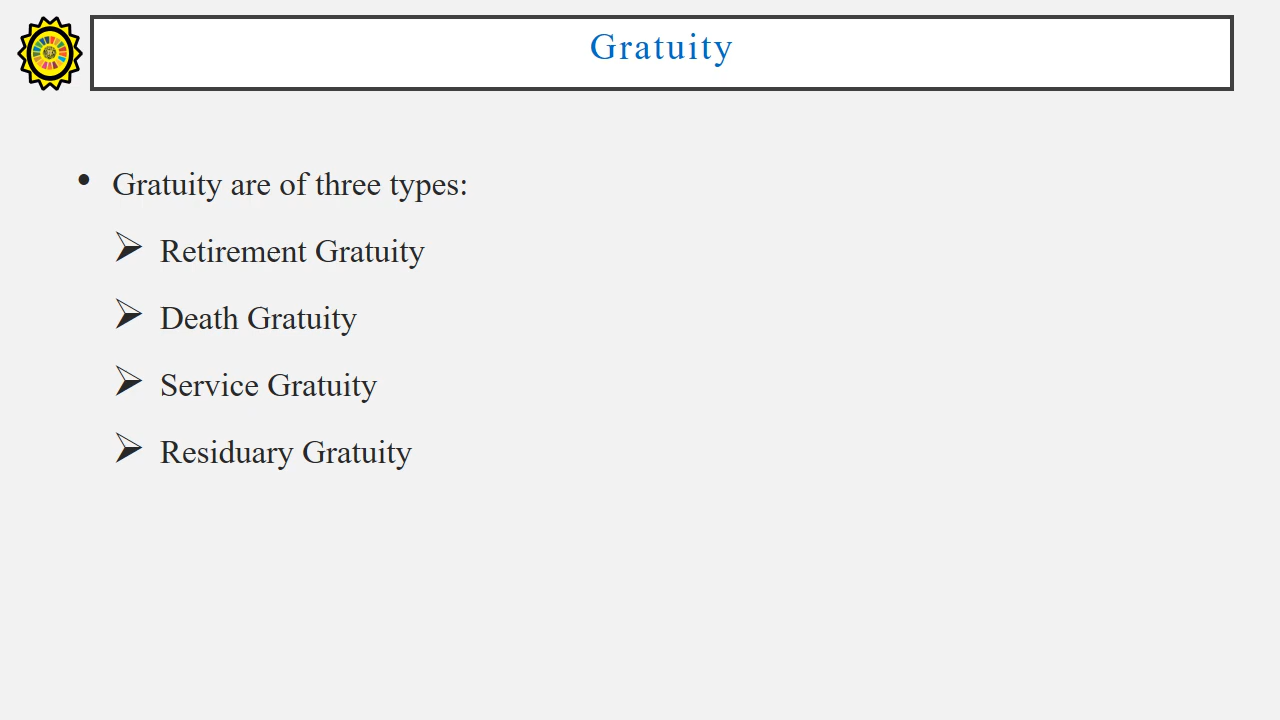 Gratuity
• Gratuity are of three types:
➢ Retirement Gratuity
➢ Death Gratuity
➢ Service Gratuity
➢ Residuary Gratuity